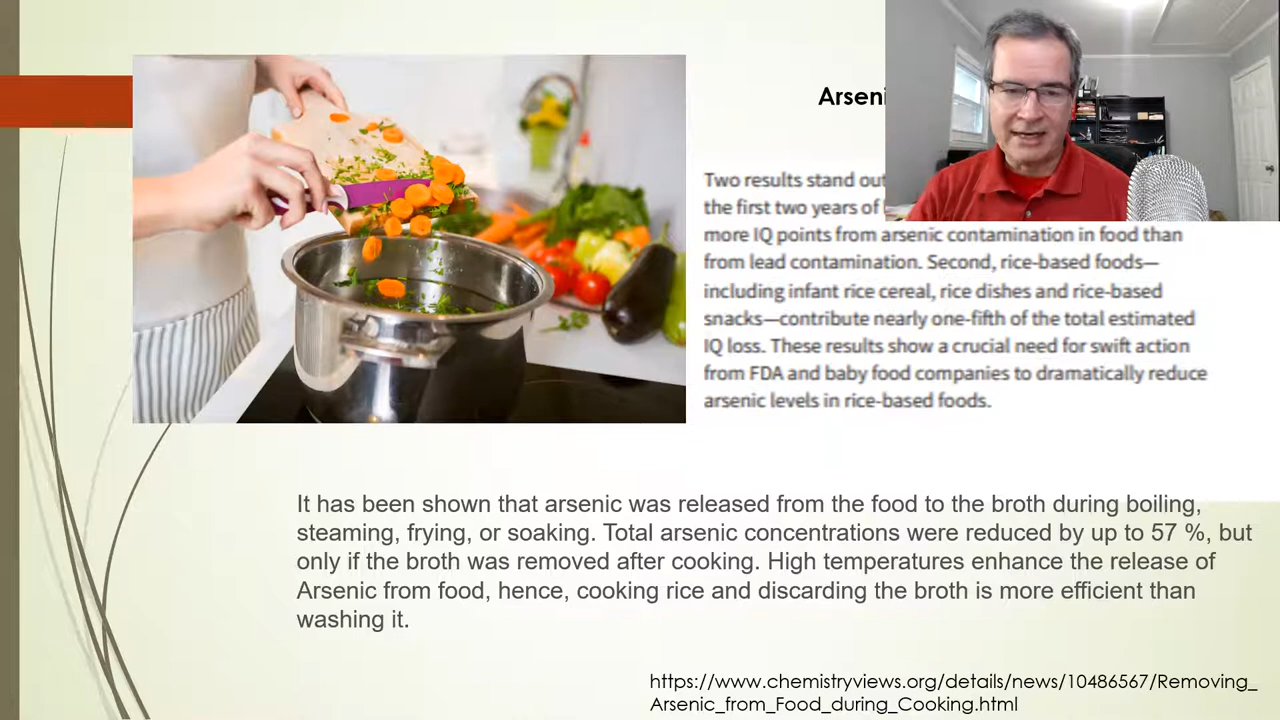 Two results stand out
the first two years of
more IQ points from arsenic contamination in food than
from lead contamination. Second, rice-based foods—
including infant rice cereal, rice dishes and rice-based
snacks—contribute nearly one-fifth of the total estimated
IQ loss. These results show a crucial need for swift action
from FDA and baby food companies to dramatically reduce
arsenic levels in rice-based foods.
It has been shown that arsenic was released from the food to the broth during boiling,
steaming, frying, or soaking. Total arsenic concentrations were reduced by up to 57 %, but
only if the broth was removed after cooking. High temperatures enhance the release of
Arsenic from food, hence, cooking rice and discarding the broth is more efficient than
washing it.
https://www.chemistryviews.org/details/news/10486567/Removing_
Arsenic_from_Food_during_Cooking.html